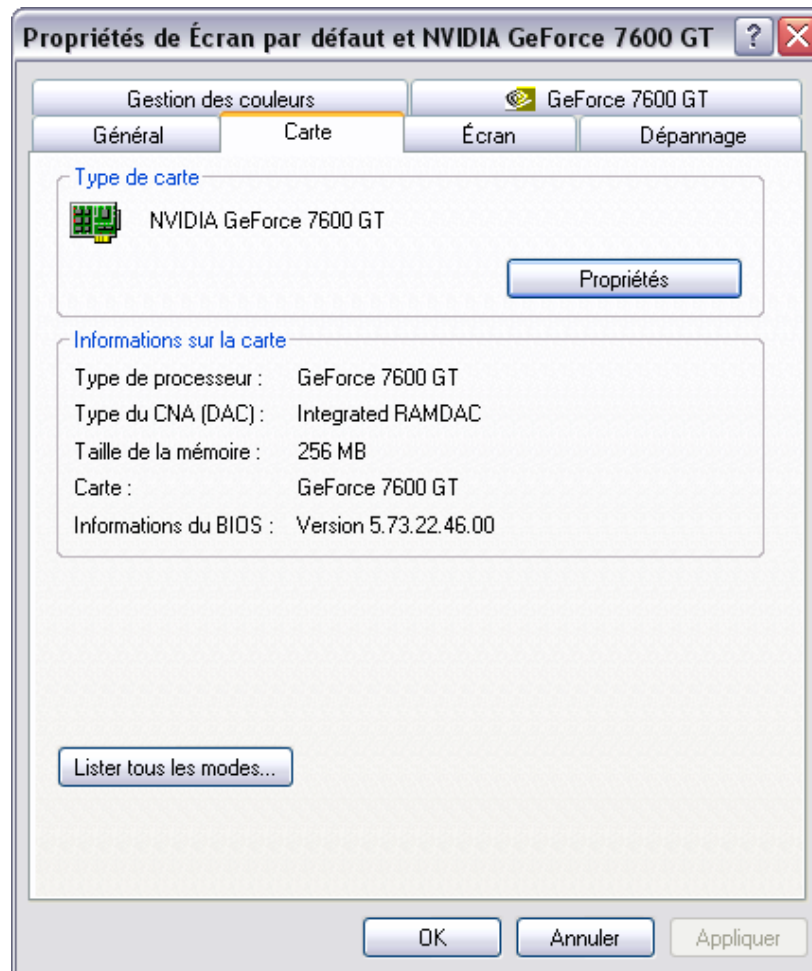 Propriétés de Écran par défaut et NVIDIA GeForce 7600 GT
Gestion des couleurs GeForce 7600 GT
Général Carte Écran Dépannage
Type de carte
NVIDIA GeForce 7600 GT
Propriétés
Informations sur la carte
Type de processeur : GeForce 7600 GT
Type du CNA (DAC) : Integrated RAMDAC
Taille de la mémoire : 256 MB
Carte : GeForce 7600 GT
Informations du BIOS : Version 5.73.22.46.00
Lister tous les modes...
OK Annuler Appliquer